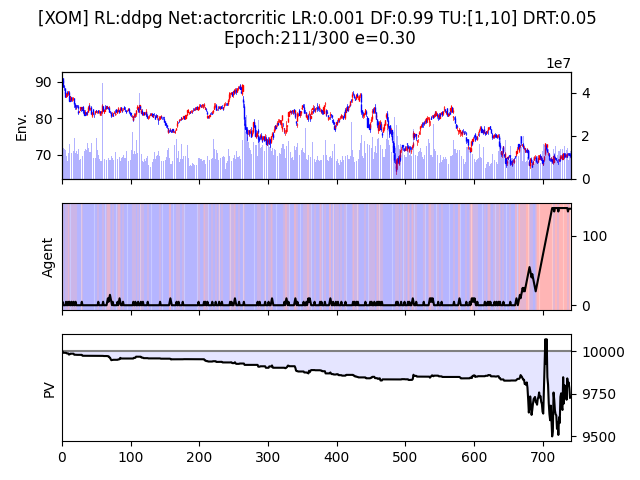 [XOM] RL:ddpg Net:actorcritic LR:0.001 DF:0.99 TU:[1,10] DRT:0.05
Epoch:211/300 e=0.30
1e7
90
80
70
Env.
4
2
0
Agent
100
0
PV
10000
9750
9500
0 100 200 300 400 500 600 700